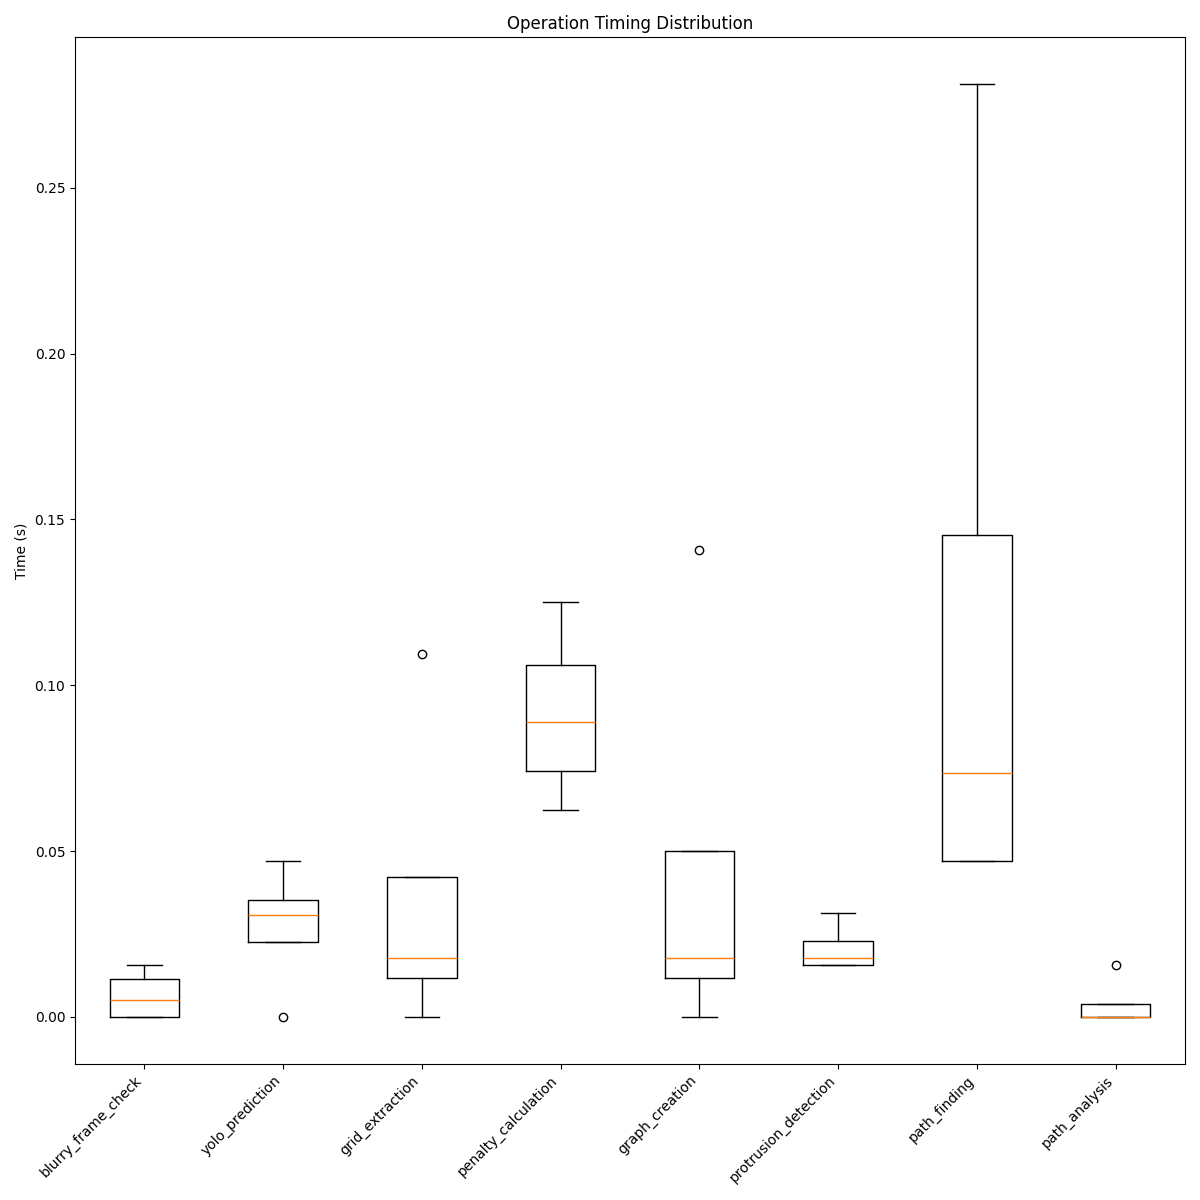 Operation Timing Distribution
Time (s)
0.25
0.20
0.15
0.10
0.05
0.00
blurry_frame_check
yolo_prediction
grid_extraction
penalty_calculation
graph_creation
protrusion_detection
path_finding
path_analysis